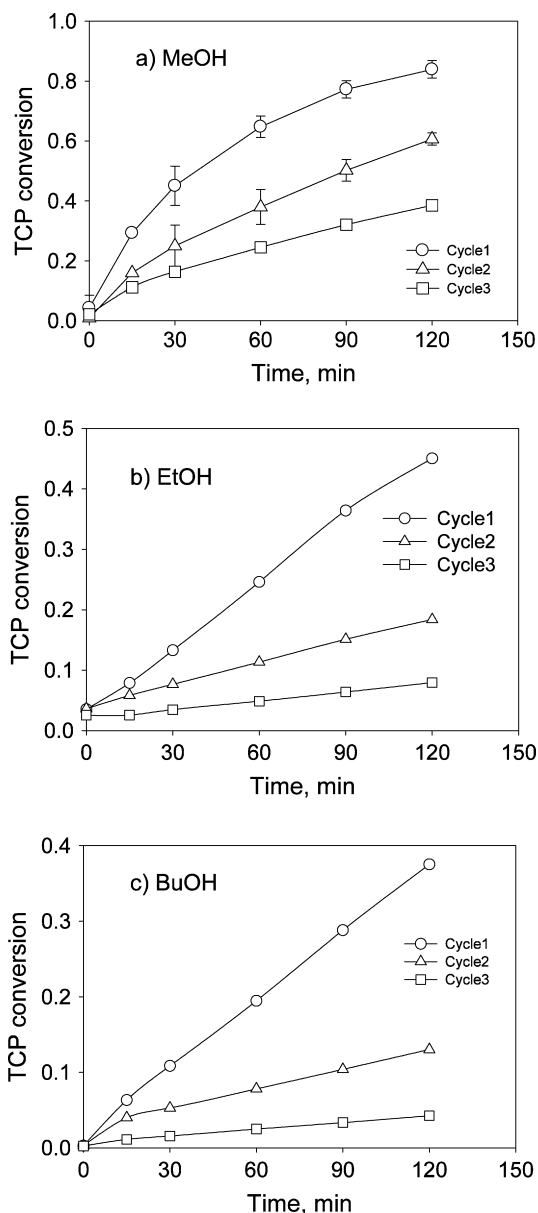 a) MeOH
TCP conversion
1.0
0.8
0.6
0.4
0.2
0.0
Cycle1
Cycle2
Cycle3
0 30 60 90 120 150
Time, min
b) EtOH
TCP conversion
0.5
0.4
0.3
0.2
0.1
0.0
Cycle1
Cycle2
Cycle3
0 30 60 90 120 150
Time, min
c) BuOH
TCP conversion
0.4
0.3
0.2
0.1
0.0
Cycle1
Cycle2
Cycle3
0 30 60 90 120 150
Time, min